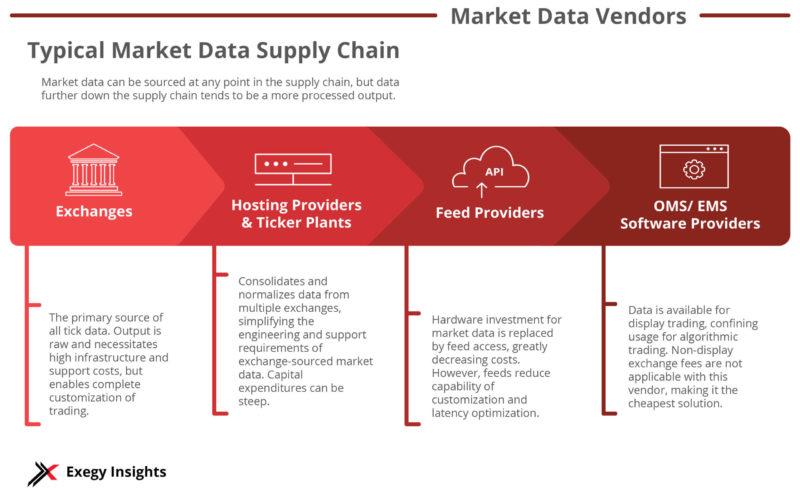 Market Data Vendors
Typical Market Data Supply Chain
Market data can be sourced at any point in the supply chain, but data
further down the supply chain tends to be a more processed output.
Exchanges
Hosting Providers
& Ticker Plants
API
Feed Providers
OMS/ EMS
Software Providers
The primary source of
all tick data. Output is
raw and necessitates
high infrastructure and
support costs, but
enables complete
customization of
trading.
Consolidates and
normalizes data from
multiple exchanges,
simplifying the
engineering and support
requirements of
exchange-sourced market
data. Capital
expenditures can be
steep.
Hardware investment for
market data is replaced
by feed access, greatly
decreasing costs.
However, feeds reduce
capability of
customization and
latency optimization.
Data is available for
display trading, confining
usage for algorithmic
trading. Non-display
exchange fees are not
applicable with this
vendor, making it the
cheapest solution.
Exegy Insights